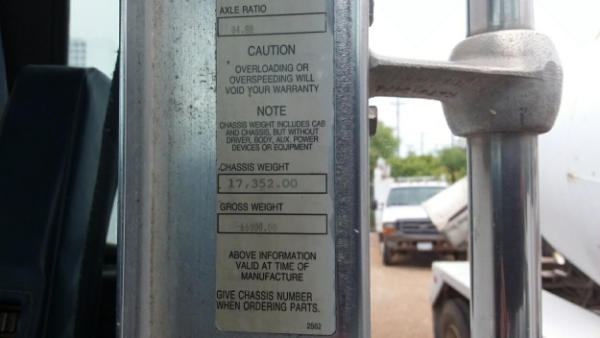 AXLE RATIO
CAUTION
OVERLOADING OR
OVERSPEEDING WILL
VOID YOUR WARRANTY
NOTE
CHASSIS WEIGHT INCLUDES CAB
AND CHASSIS, BUT WITHOUT
DRIVER, BODY, AUX. POWER
DEVICES OR EQUIPMENT
CHASSIS WEIGHT
17,352.00
GROSS WEIGHT
ABOVE INFORMATION
VALID AT TIME OF
MANUFACTURE
GIVE CHASSIS NUMBER
WHEN ORDERING PARTS.